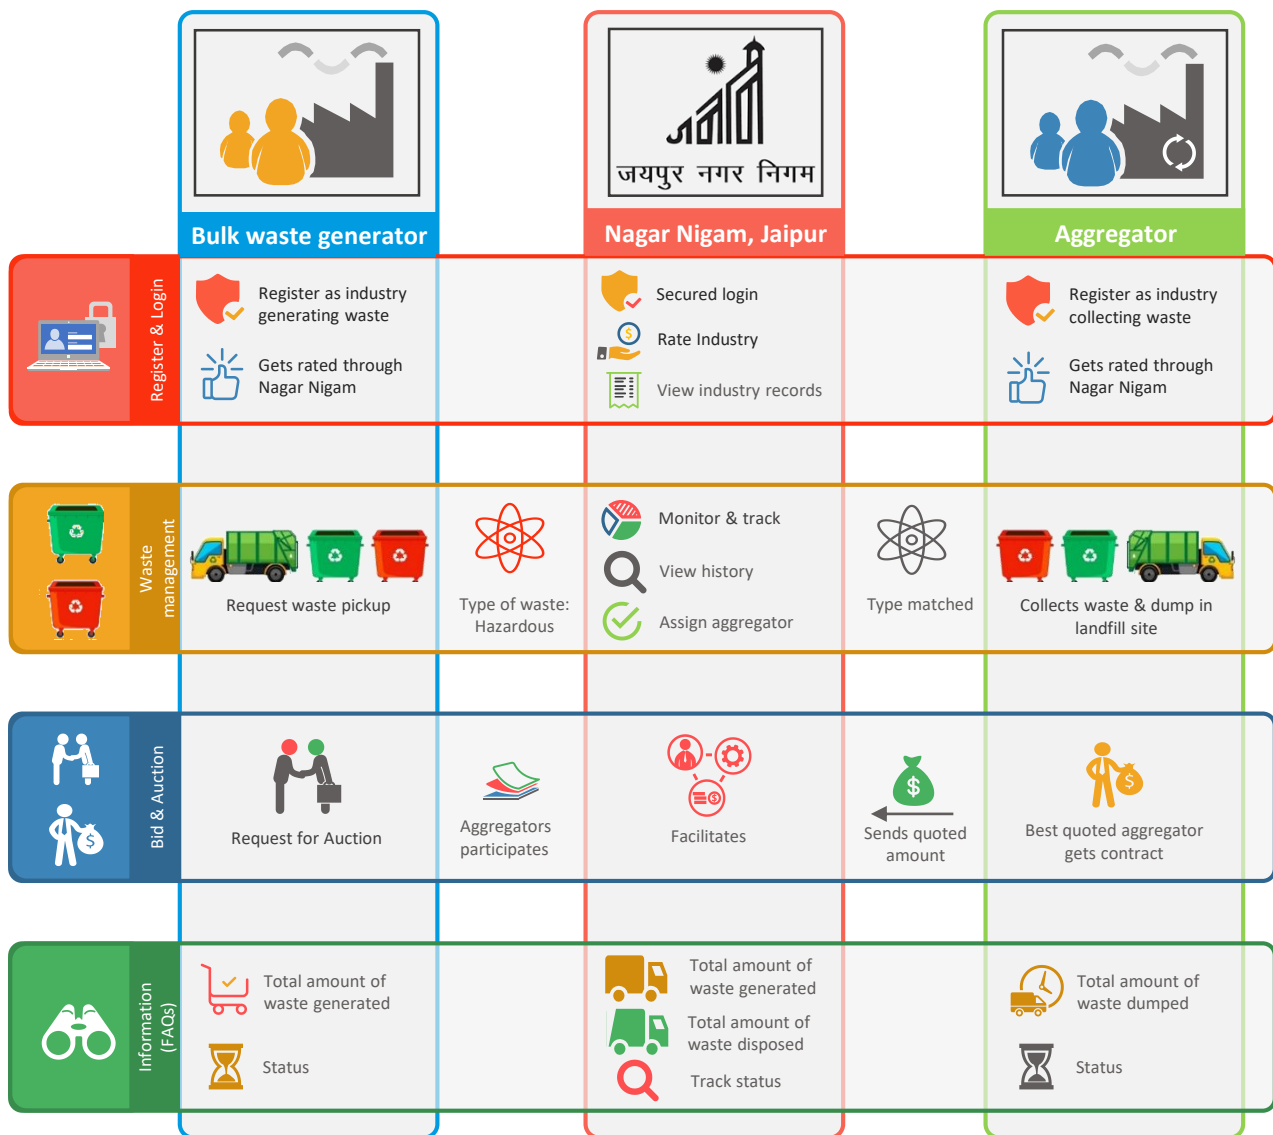 जयपुर नगर निगम
Bulk waste generator
Nagar Nigam, Jaipur
Aggregator
Register & Login
Register as industry
generating waste
Gets rated through
Nagar Nigam
Secured login
Rate Industry
View industry records
Register as industry
collecting waste
Gets rated through
Nagar Nigam
Waste
management
Request waste pickup
Type of waste:
Hazardous
Monitor & track
View history
Assign aggregator
Type matched
Collects waste & dump in
landfill site
Bid & Auction
Request for Auction
Aggregators
participates
Facilitates
Sends quoted
amount
Best quoted aggregator
gets contract
Information
(FAQs)
Total amount of
waste generated
Status
Total amount of
waste generated
Total amount of
waste disposed
Track status
Total amount of
waste dumped
Status